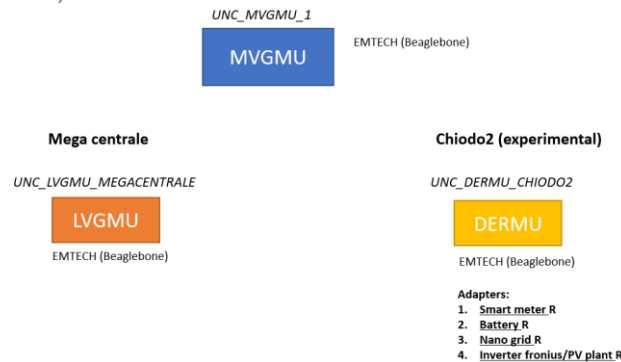 UNC_MVGMU_1
MVGMU
EMTECH (Beaglebone)
Mega centrale
UNC_LVGMU_MEGACENTRALE
LVGMU
EMTECH (Beaglebone)
Chiodo2 (experimental)
UNC_DERMU_CHIODO2
DERMU
EMTECH (Beaglebone)
Adapters:
1. Smart meter R
2. Battery R
3. Nano grid R
4. Inverter fronius/PV plant R